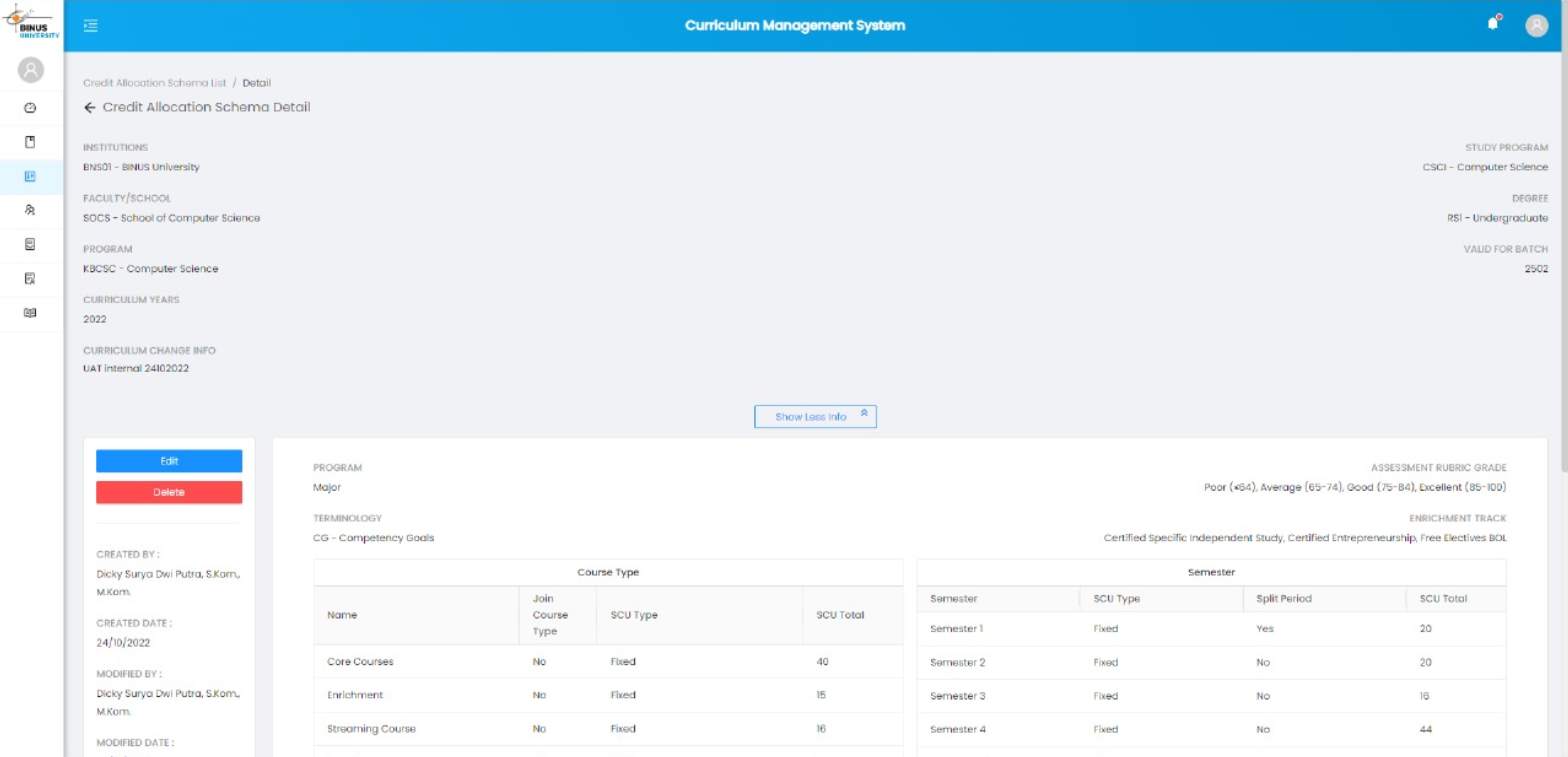 BINUS
UNIVERSITY
Curriculum Management System
Credit Allocation Schema List / Detail
Credit Allocation Schema Detail
INSTITUTIONS
BNS01 - BINUS University
STUDY PROGRAM
CSCI - Computer Science
FACULTY/SCHOOL
SOCS - School of Computer Science
DEGREE
RS1 - Undergraduate
PROGRAM
KBCSC - Computer Science
VALID FOR BATCH
2502
CURRICULUM YEARS
2022
CURRICULUM CHANGE INFO
UAT internal 24102022
Show Less Info
Edit
Delete
CREATED BY :
Dicky Surya Dwi Putra, S.Kom.,
M.Kom.
CREATED DATE :
24/10/2022
MODIFIED BY :
Dicky Surya Dwi Putra, S.Kom.,
M.Kom.
MODIFIED DATE :
PROGRAM
Major
ASSESSMENT RUBRIC GRADE
Poor (≤64), Average (65-74), Good (75-84), Excellent (85-100)
TERMINOLOGY
CG - Competency Goals
ENRICHMENT TRACK
Certified Specific Independent Study, Certified Entrepreneurship, Free Electives BOL
Course Type
Name Join Course Type SCU Type SCU Total
Core Courses No Fixed 40
Enrichment No Fixed 15
Streaming Course No Fixed 16
Semester
Semester SCU Type Split Period SCU Total
Semester 1 Fixed Yes 20
Semester 2 Fixed No 20
Semester 3 Fixed No 16
Semester 4 Fixed No 44